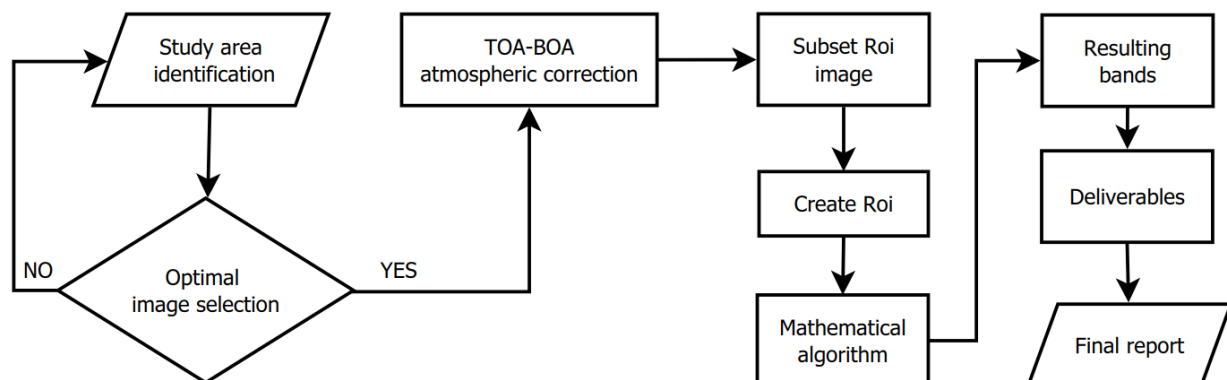 Study area
identification
Optimal
image selection
NO
YES
TOA-BOA
atmospheric correction
Subset Roi
image
Create Roi
Mathematical
algorithm
Resulting
bands
Deliverables
Final report